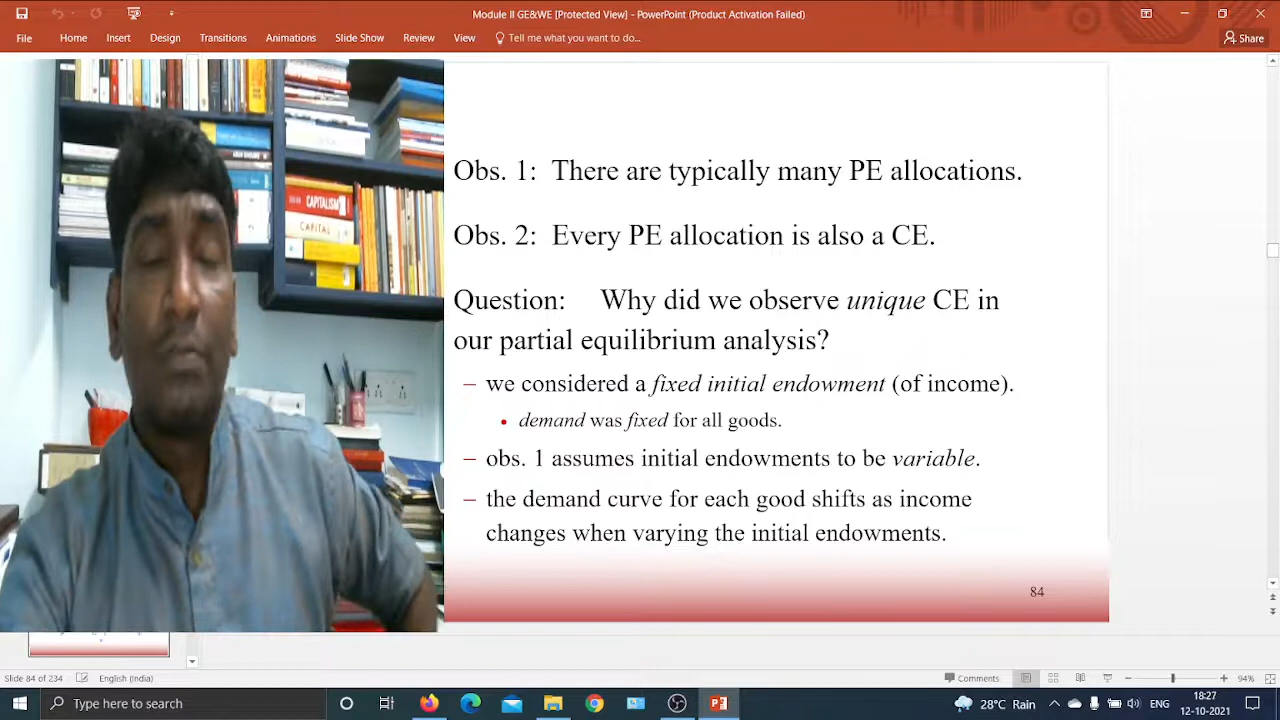 Module II GE&WE [Protected View] - PowerPoint (Product Activation Failed)
File Home Insert Design Transitions Animations Slide Show Review View Tell me what you want to do... Share
CAPITALISM
CAPITAL
Obs. 1: There are typically many PE allocations.
Obs. 2: Every PE allocation is also a CE.
Question: Why did we observe unique CE in
our partial equilibrium analysis?
– we considered a fixed initial endowment (of income).
• demand was fixed for all goods.
– obs. 1 assumes initial endowments to be variable.
– the demand curve for each good shifts as income
changes when varying the initial endowments.
84
Slide 84 of 234 English (India) Comments 94%
Type here to search 28°C Rain ENG 18:27
12-10-2021